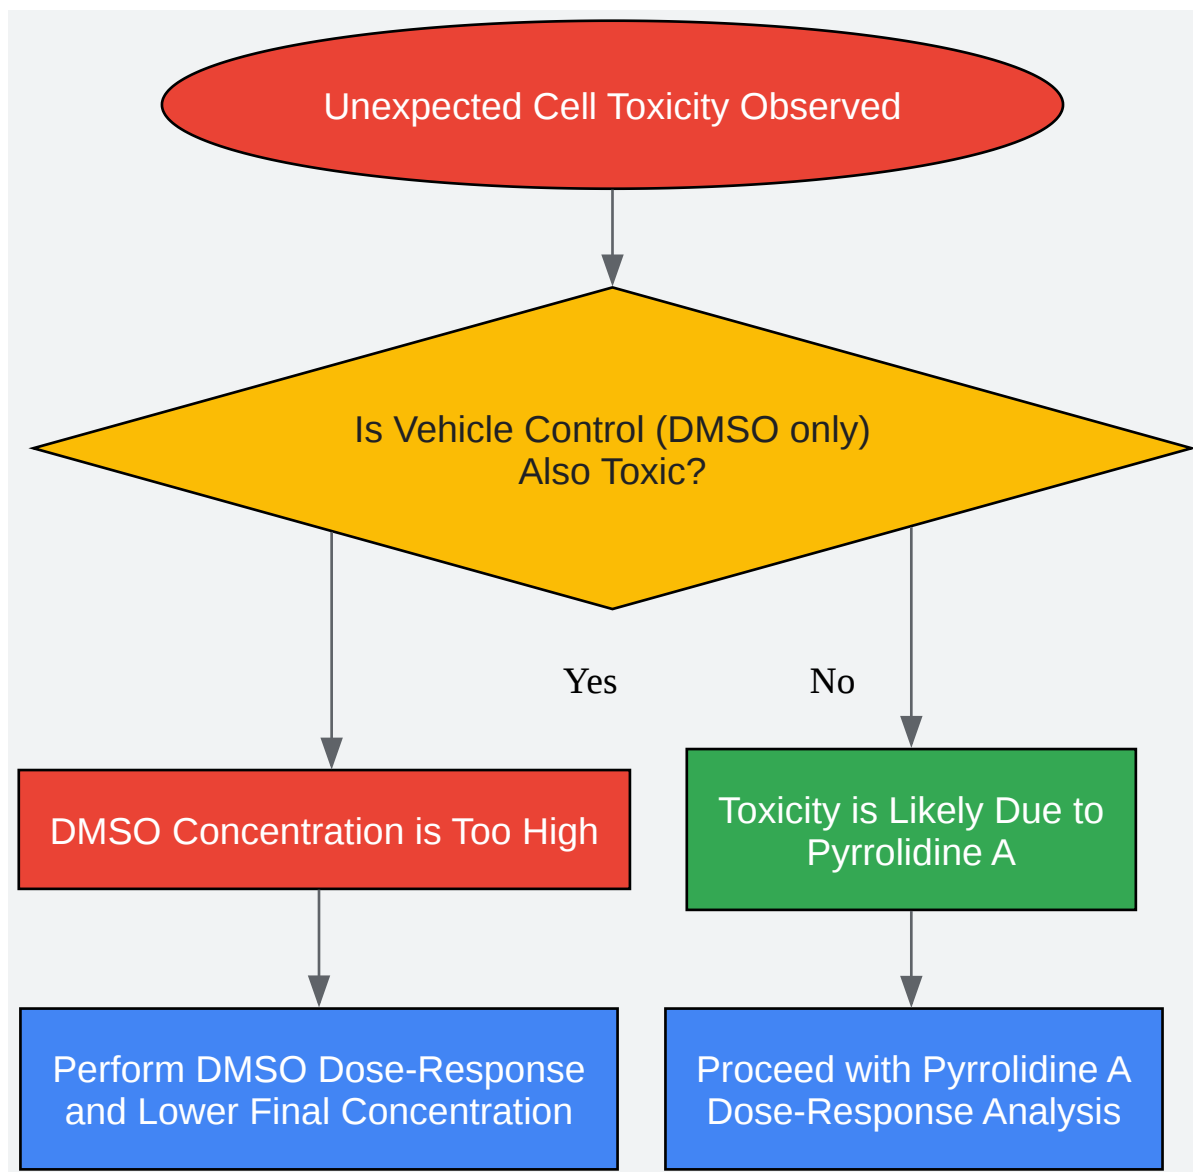 Unexpected Cell Toxicity Observed
Is Vehicle Control (DMSO only)
Also Toxic?
Yes
No
DMSO Concentration is Too High
Toxicity is Likely Due to
Pyrrolidine A
Perform DMSO Dose-Response
and Lower Final Concentration
Proceed with Pyrrolidine A
Dose-Response Analysis